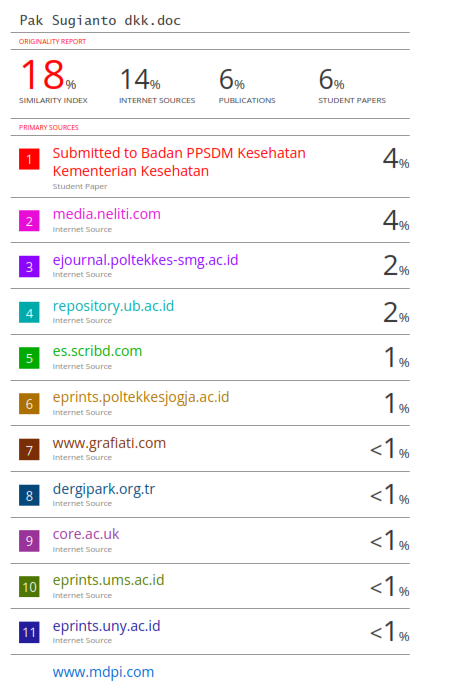 Pak Sugianto dkk.doc
ORIGINALITY REPORT
18%
14%
6%
6%
SIMILARITY INDEX
INTERNET SOURCES
PUBLICATIONS
STUDENT PAPERS
PRIMARY SOURCES
1 Submitted to Badan PPSDM Kesehatan 4%
Kementerian Kesehatan
Student Paper
2 media.neliti.com 4%
Internet Source
3 ejournal.poltekkes-smg.ac.id 2%
Internet Source
4 repository.ub.ac.id 2%
Internet Source
5 es.scribd.com 1%
Internet Source
6 eprints.poltekkesjogja.ac.id 1%
Internet Source
7 www.grafiati.com <1%
Internet Source
8 dergipark.org.tr <1%
Internet Source
9 core.ac.uk <1%
Internet Source
10 eprints.ums.ac.id <1%
Internet Source
11 eprints.uny.ac.id <1%
Internet Source
www.mdpi.com